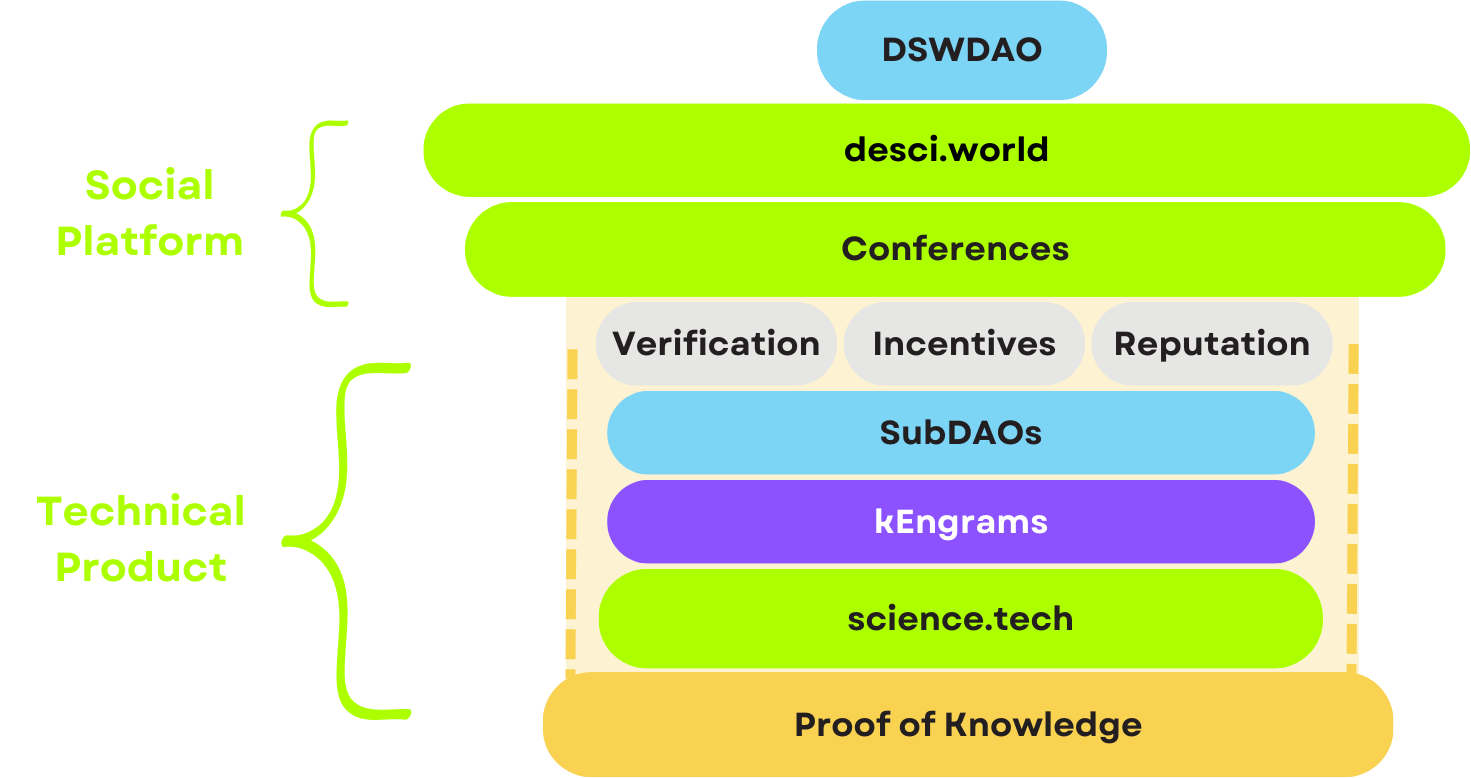 DSWDAO
desci.world
Social
Platform
Conferences
Verification
Incentives
Reputation
SubDAOs
Technical
Product
kEngrams
science.tech
Proof of Knowledge